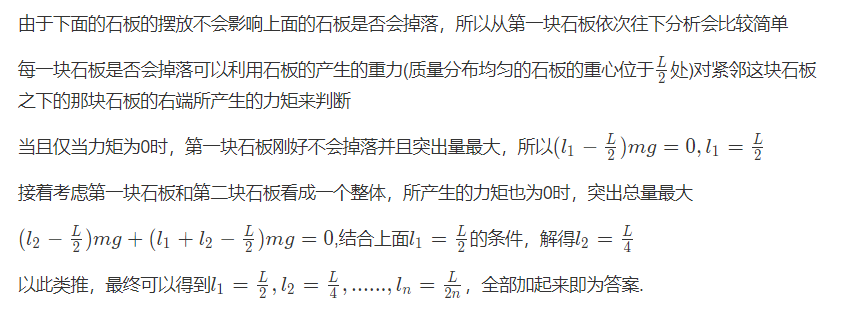 由于下面的石板的摆放不会影响上面的石板是否会掉落，所以从第一块石板依次往下分析会比较简单
每一块石板是否会掉落可以利用石板的产生的重力(质量分布均匀的石板的重心位于$\frac{L}{2}$处)对紧邻这块石板
之下的那块石板的右端所产生的力矩来判断
当且仅当力矩为0时，第一块石板刚好不会掉落并且突出量最大，所以$(l_1 - \frac{L}{2})mg = 0, l_1 = \frac{L}{2}$
接着考虑第一块石板和第二块石板看成一个整体，所产生的力矩也为0时，突出总量最大
$(l_2 - \frac{L}{2})mg + (l_1 + l_2 - \frac{L}{2})mg = 0$,结合上面$l_1 = \frac{L}{2}$的条件，解得$l_2 = \frac{L}{4}$
以此类推，最终可以得到$l_1 = \frac{L}{2}, l_2 = \frac{L}{4}, ......, l_n = \frac{L}{2n}$，全部加起来即为答案.